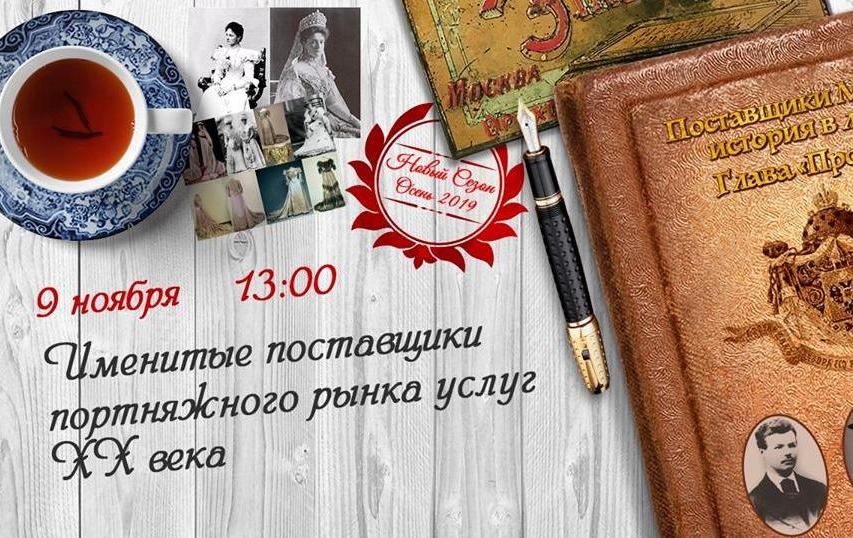 МОСКВА
Новый Сезон
Осень 2019
Поставщики
история в
Глава
9 ноября 13:00
Именитые поставщики
портняжного рынка услуг
XX века